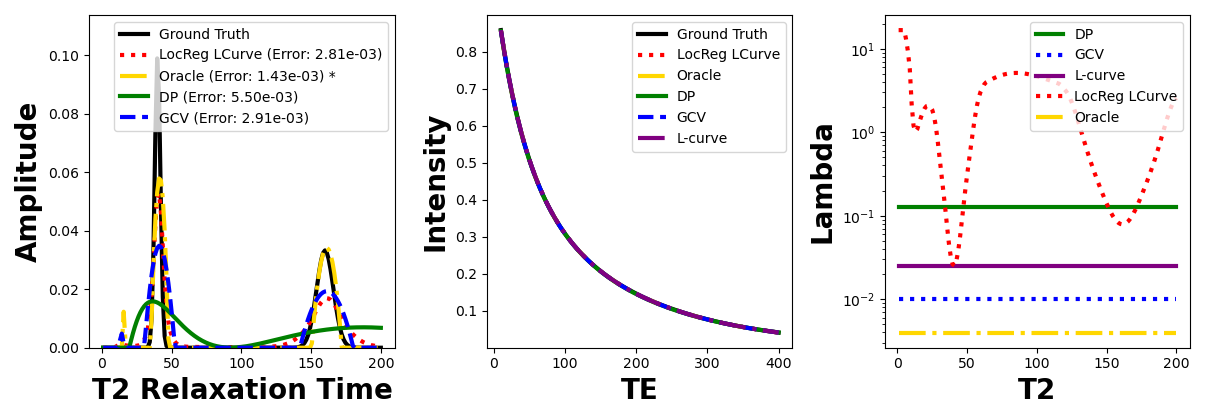 Amplitude
0.10
0.08
0.06
0.04
0.02
0.00
Ground Truth
LocReg LCurve (Error: 2.81e-03)
Oracle (Error: 1.43e-03) *
DP (Error: 5.50e-03)
GCV (Error: 2.91e-03)
0 50 100 150 200
T2 Relaxation Time
Intensity
0.8
0.7
0.6
0.5
0.4
0.3
0.2
0.1
Ground Truth
LocReg LCurve
Oracle
DP
GCV
L-curve
0 100 200 300 400
TE
Lambda
10¹
10⁰
10⁻¹
10⁻²
DP
GCV
L-curve
LocReg LCurve
Oracle
0 50 100 150 200
T2